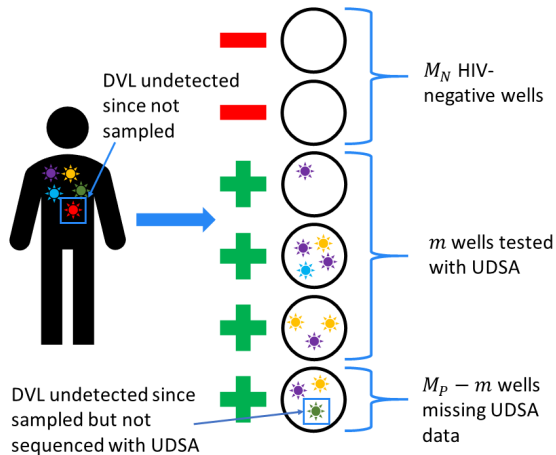 DVL undetected
since not
sampled
$M_N$ HIV-
negative wells
$m$ wells tested
with UDSA
DVL undetected since
sampled but not
sequenced with UDSA
$M_P - m$ wells
missing UDSA
data